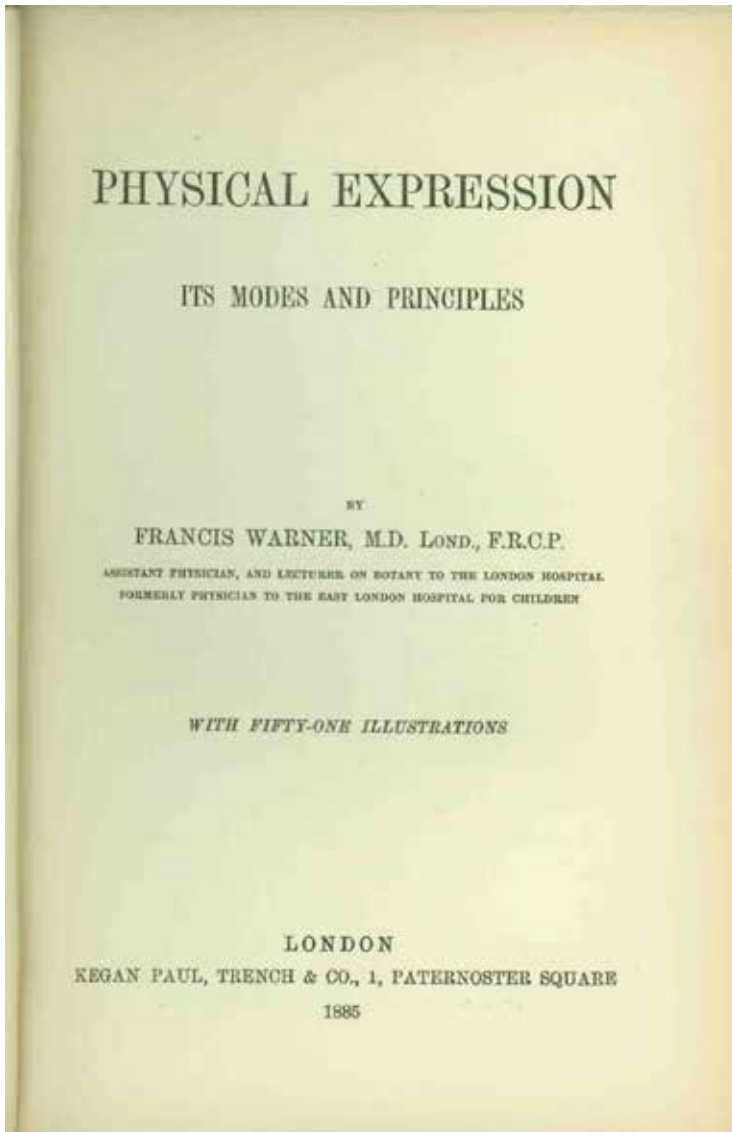 PHYSICAL EXPRESSION
ITS MODES AND PRINCIPLES
BY
FRANCIS WARNER, M.D. LOND., F.R.C.P.
ASSISTANT PHYSICIAN, AND LECTURER ON BOTANY TO THE LONDON HOSPITAL
FORMERLY PHYSICIAN TO THE EAST LONDON HOSPITAL FOR CHILDREN
WITH FIFTY-ONE ILLUSTRATIONS
LONDON
KEGAN PAUL, TRENCH & CO., 1, PATERNOSTER SQUARE
1885